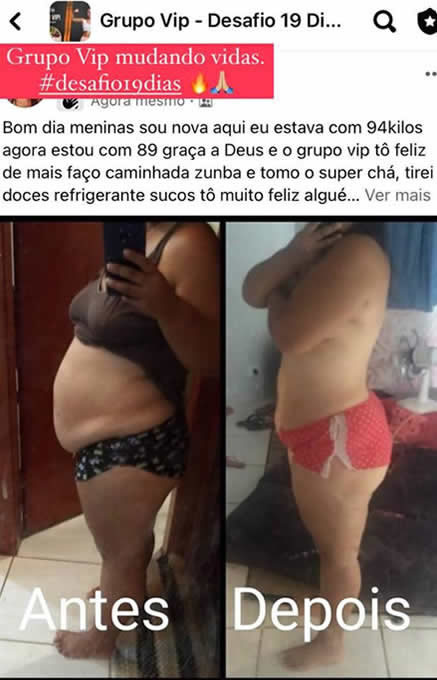 Grupo Vip - Desafio 19 Di...
Grupo Vip mudando vidas.
#desafio19dias 🔥🙏🏼
Agora mesmo ·
Bom dia meninas sou nova aqui eu estava com 94kilos
agora estou com 89 graça a Deus e o grupo vip tô feliz
de mais faço caminhada zunba e tomo o super chá, tirei
doces refrigerante sucos tô muito feliz algué... Ver mais
Antes
Depois